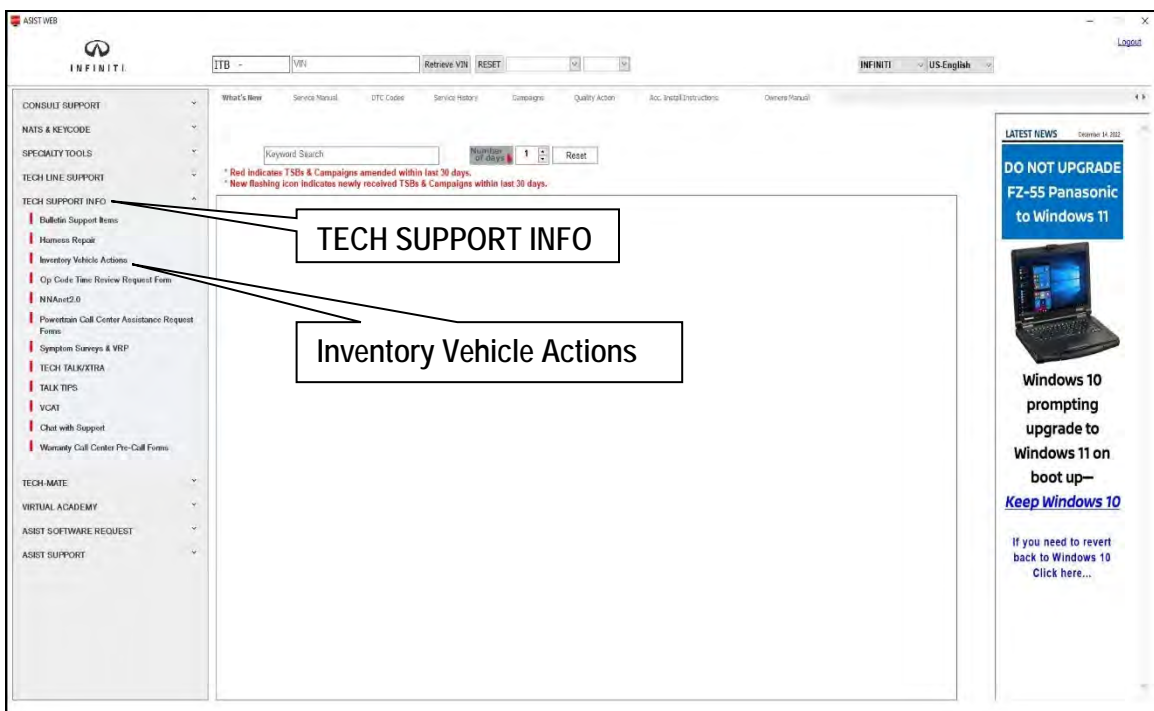 ASIST WEB
Logout
INFINITI
ITB -
VIN
Retrieve VIN
RESET
INFINITI
US-English
What's New
Service Manual
DTC Codes
Service History
Campaigns
Quality Action
Acc. Install Instructions
Owners Manual
CONSULT SUPPORT
NATS & KEYCODE
SPECIALTY TOOLS
TECH LINE SUPPORT
TECH SUPPORT INFO
Bulletin Support Items
Harness Repair
Inventory Vehicle Actions
Op Code Time Review Request Form
NNAnet2.0
Powertrain Call Center Assistance Request
Forms
Symptom Surveys & VRP
TECH TALK/XTRA
TALK TIPS
VCAT
Chat with Support
Warranty Call Center Pre-Call Forms
TECH-MATE
VIRTUAL ACADEMY
ASIST SOFTWARE REQUEST
ASIST SUPPORT
Keyword Search
Number
of days
1
Reset
* Red indicates TSBs & Campaigns amended within last 30 days.
* New flashing icon indicates newly received TSBs & Campaigns within last 30 days.
TECH SUPPORT INFO
Inventory Vehicle Actions
LATEST NEWS
December 14, 2022
DO NOT UPGRADE
FZ-55 Panasonic
to Windows 11
Windows 10
prompting
upgrade to
Windows 11 on
boot up—
Keep Windows 10
If you need to revert
back to Windows 10
Click here...